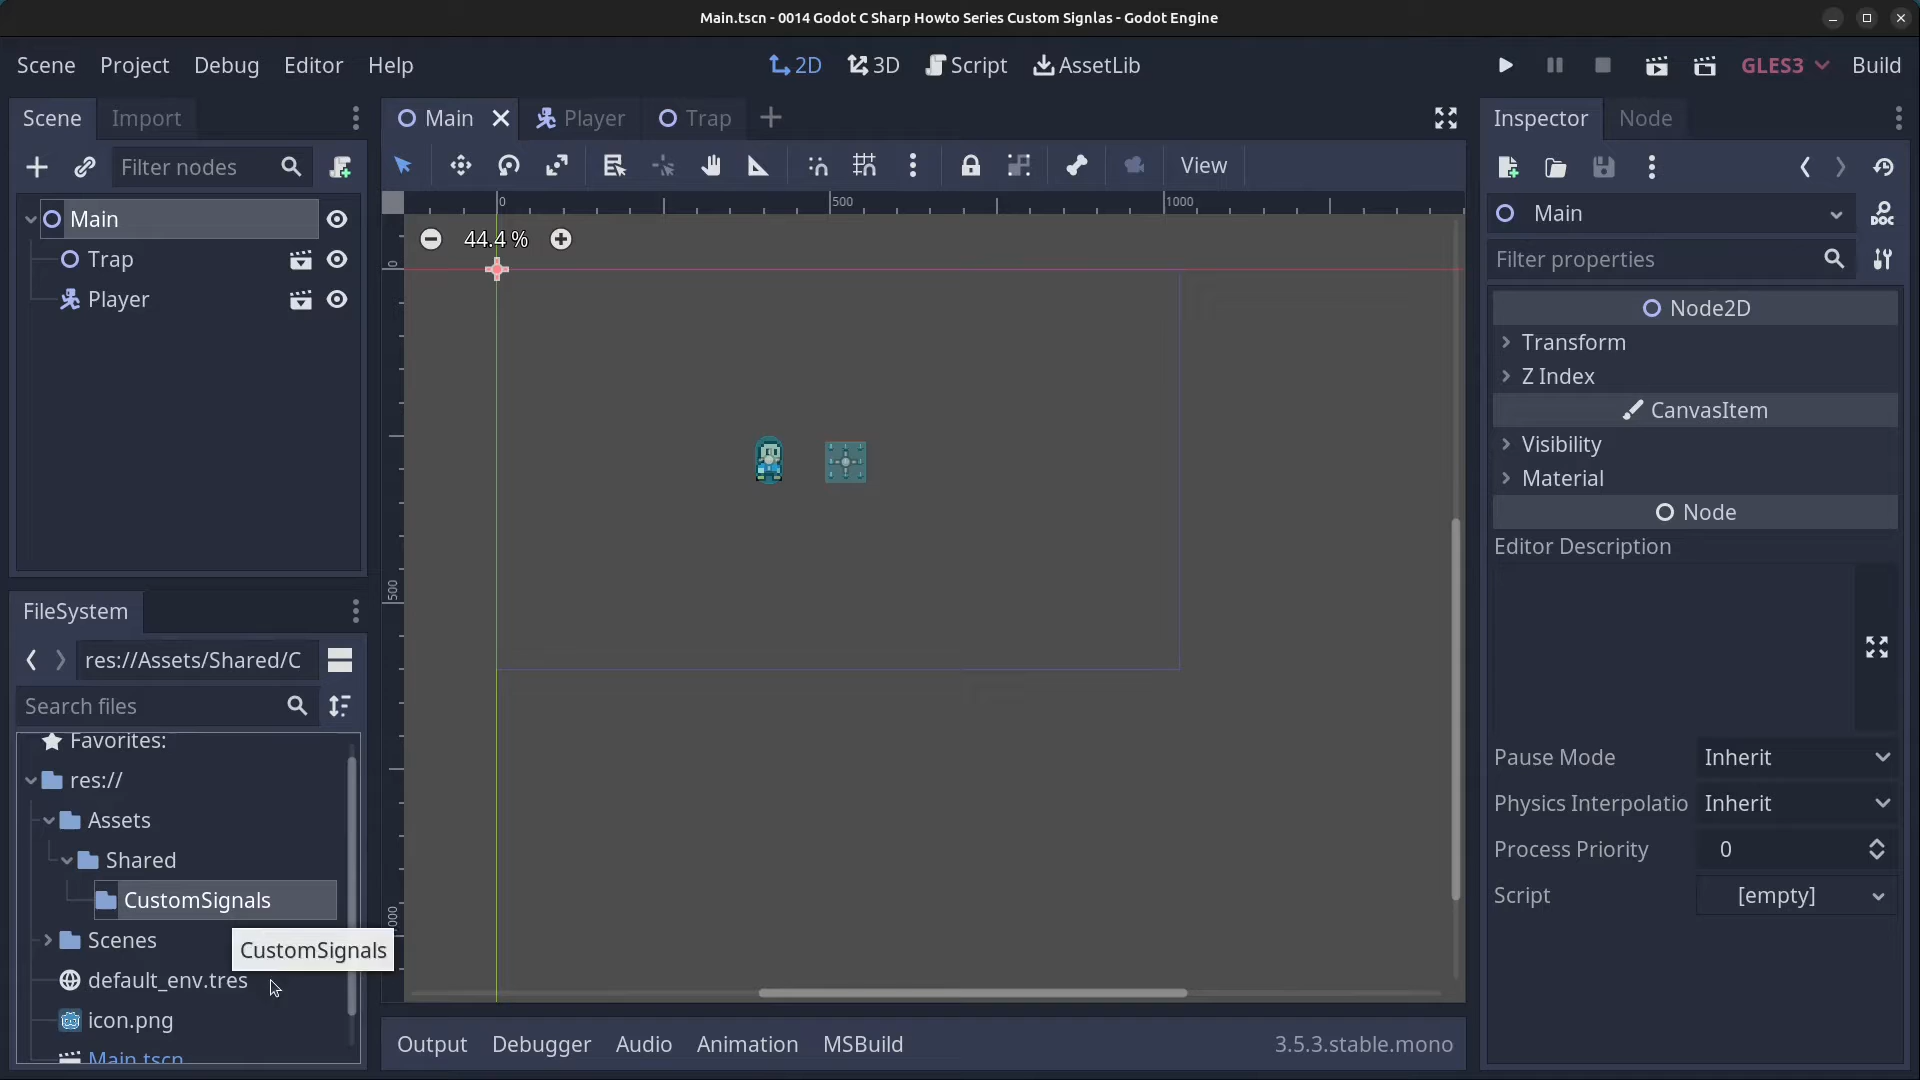 Main.tscn - 0014 Godot C Sharp Howto Series Custom Signlas - Godot Engine
Scene Project Debug Editor Help
2D 3D Script AssetLib
GLES3 Build
Scene Import
Filter nodes
Main
Trap
Player
FileSystem
res://Assets/Shared/C
Search files
Favorites:
res://
Assets
Shared
CustomSignals
Scenes
CustomSignals
default_env.tres
icon.png
Main.tscn
Main Player Trap
View
0 500 1000
44.4 %
0
500
Output Debugger Audio Animation MSBuild 3.5.3.stable.mono
Inspector Node
Main
DOC
Filter properties
Node2D
Transform
Z Index
CanvasItem
Visibility
Material
Node
Editor Description
Pause Mode Inherit
Physics Interpolatio Inherit
Process Priority 0
Script [empty]